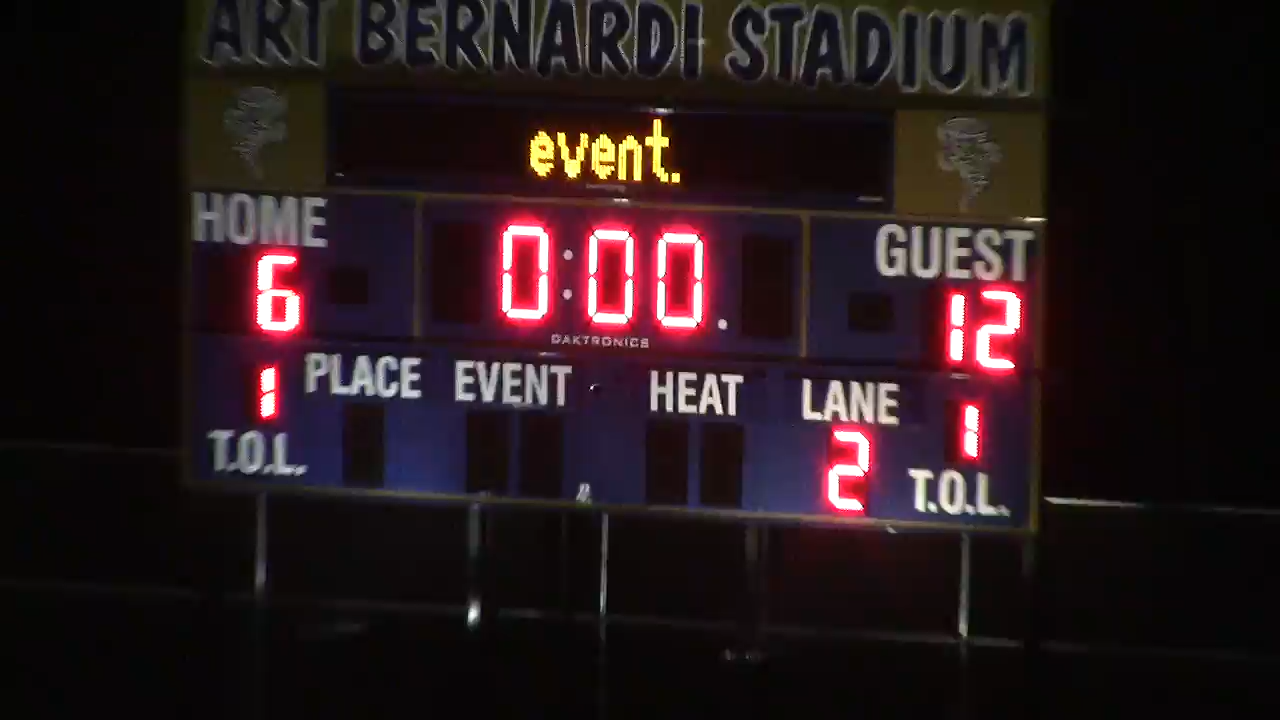 ART BERNARDI STADIUM
event.
HOME 0:00. GUEST
6 12
DAKTRONICS
1 PLACE EVENT HEAT LANE 1
T.O.L. 2 T.O.L.